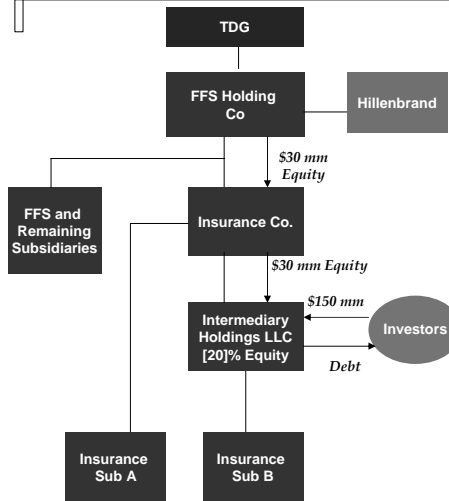 TDG
FFS Holding
Co
Hillenbrand
$30 mm
Equity
FFS and
Remaining
Subsidiaries
Insurance Co.
$30 mm Equity
$150 mm
Intermediary
Holdings LLC
[20]% Equity
Investors
Debt
Insurance
Sub A
Insurance
Sub B